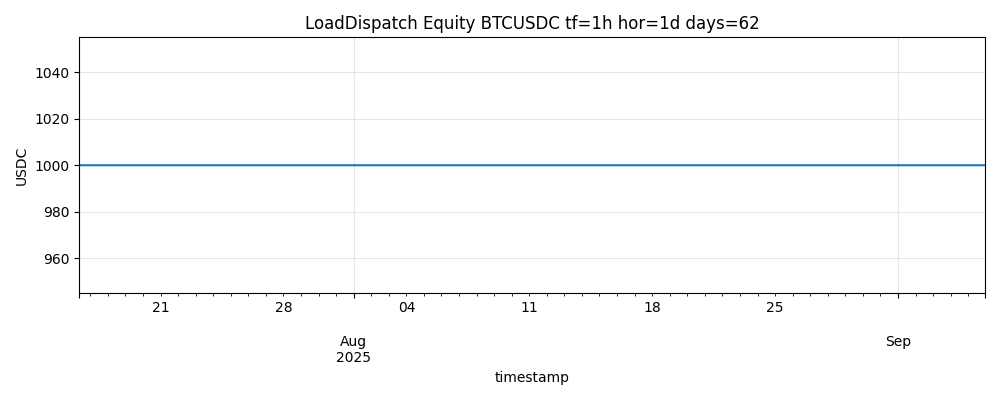 LoadDispatch Equity BTCUSDC tf=1h hor=1d days=62
1040
1020
1000
980
960
USDC
21 28 04 11 18 25
Aug Sep
2025
timestamp